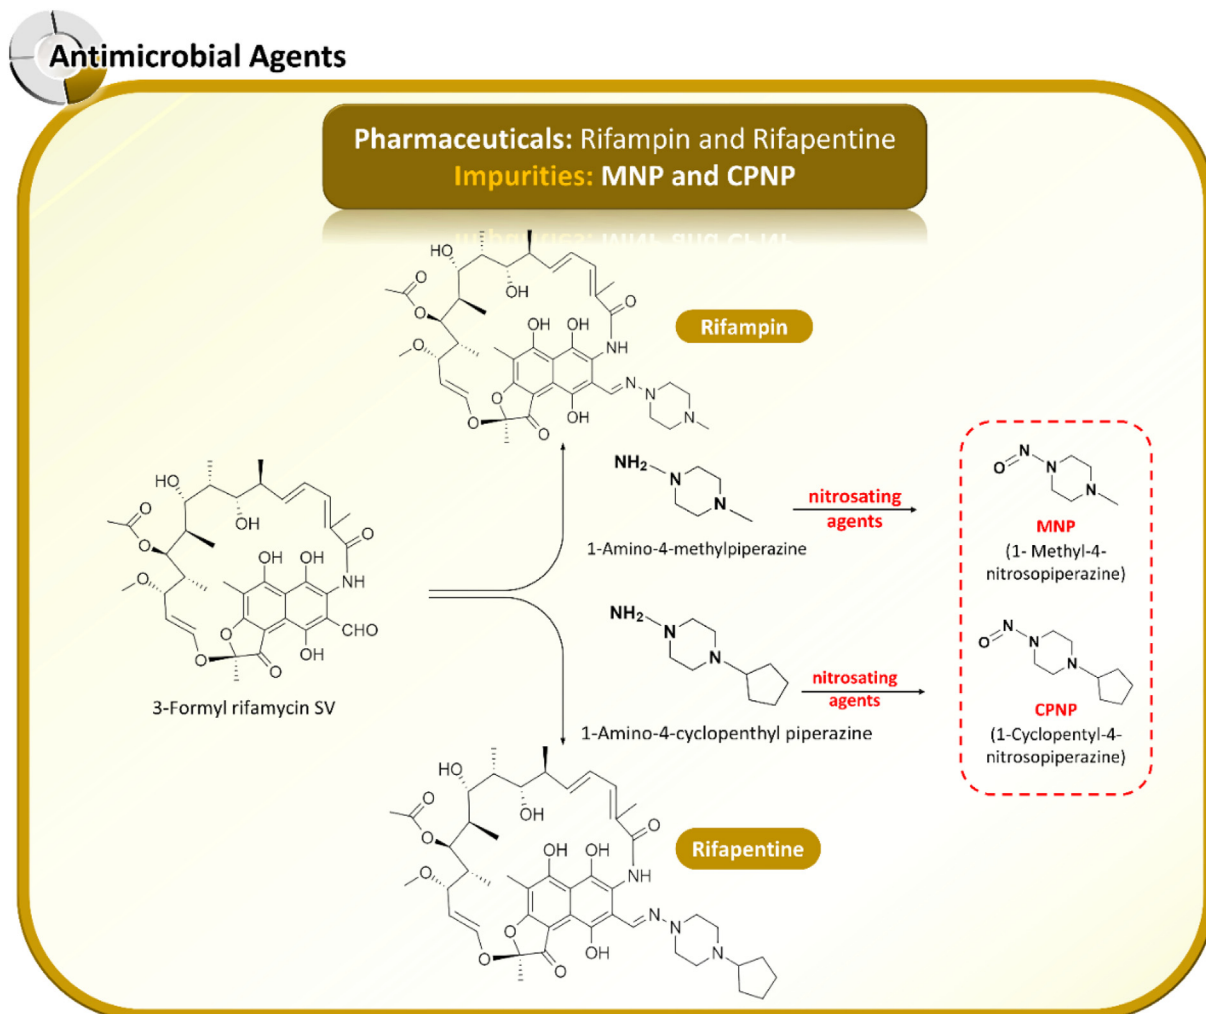 Antimicrobial Agents
Pharmaceuticals: Rifampin and Rifapentine
Impurities: MNP and CPNP
HO
OH
O
O
O
OH
OH
O
NH
O
O
OH
O
N
N
N
Rifampin
NH2
N
N
1-Amino-4-methylpiperazine
nitrosating
agents
O
N
N
N
MNP
(1- Methyl-4-
nitrosopiperazine)
HO
OH
O
O
O
OH
OH
O
NH
O
CHO
O
OH
O
3-Formyl rifamycin SV
NH2
N
N
1-Amino-4-cyclopenthyl piperazine
nitrosating
agents
O
N
N
N
CPNP
(1-Cyclopentyl-4-
nitrosopiperazine)
HO
OH
O
O
O
OH
OH
O
NH
O
O
OH
O
N
N
N
Rifapentine